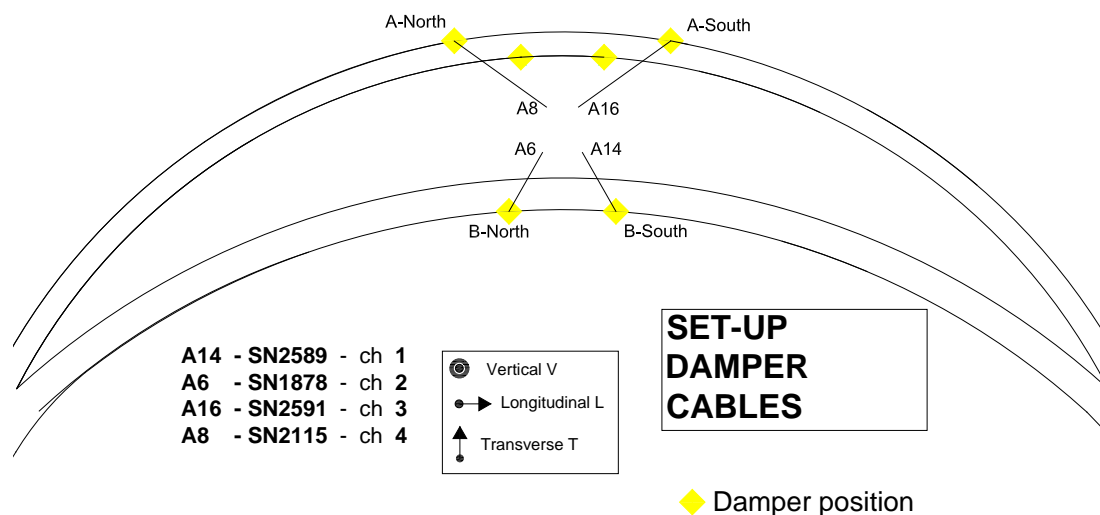 A-North
A-South
A8
A16
A6
A14
B-North
B-South
A14 - SN2589 - ch 1
A6 - SN1878 - ch 2
A16 - SN2591 - ch 3
A8 - SN2115 - ch 4
Vertical V
Longitudinal L
Transverse T
SET-UP
DAMPER
CABLES
Damper position